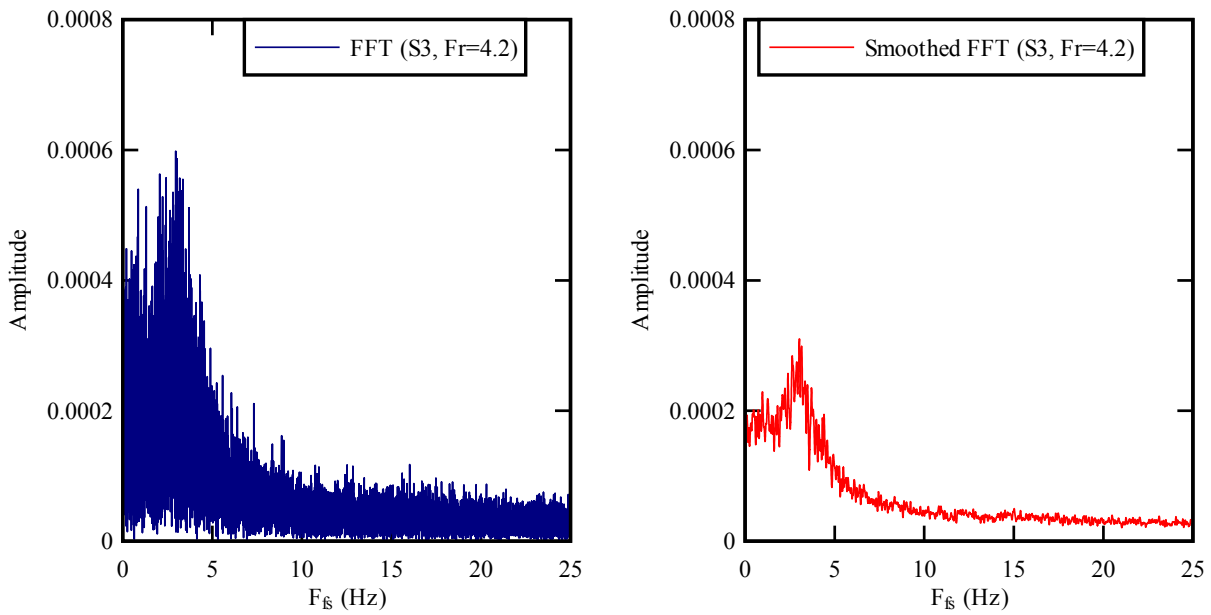 0.0008
FFT (S3, Fr=4.2)
0.0006
0.0004
0.0002
0
Amplitude
0 5 10 15 20 25
F_fs (Hz)
0.0008
Smoothed FFT (S3, Fr=4.2)
0.0006
0.0004
0.0002
0
Amplitude
0 5 10 15 20 25
F_fs (Hz)